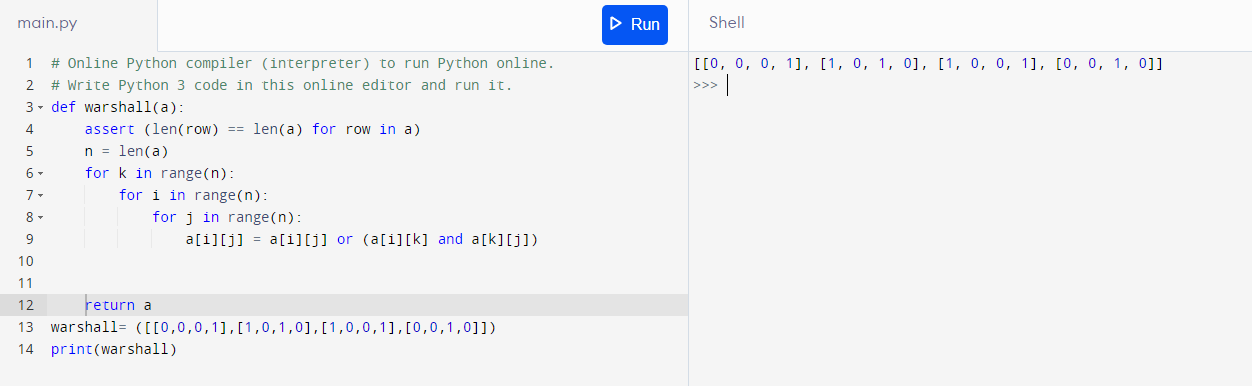 main.py
Run
Shell
1 # Online Python compiler (interpreter) to run Python online.
2 # Write Python 3 code in this online editor and run it.
3 def warshall(a):
4     assert (len(row) == len(a) for row in a)
5     n = len(a)
6     for k in range(n):
7         for i in range(n):
8             for j in range(n):
9                 a[i][j] = a[i][j] or (a[i][k] and a[k][j])
10
11
12     return a
13 warshall= ([[0,0,0,1],[1,0,1,0],[1,0,0,1],[0,0,1,0]])
14 print(warshall)
[[0, 0, 0, 1], [1, 0, 1, 0], [1, 0, 0, 1], [0, 0, 1, 0]]
>>>